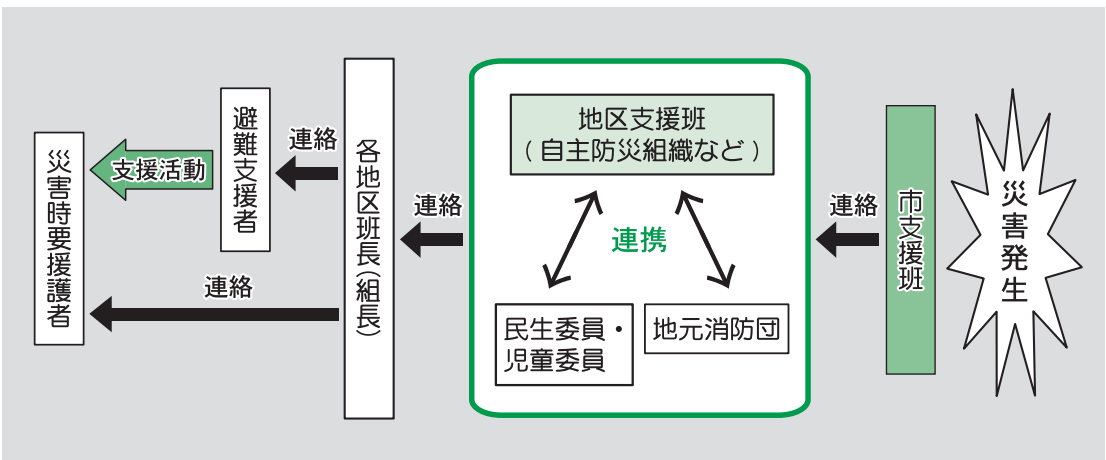 災害発生
市支援班
連絡
地区支援班
(自主防災組織など)
連携
民生委員・
児童委員
地元消防団
連絡
各地区班長(組長)
連絡
避難支援者
支援活動
連絡
災害時要援護者